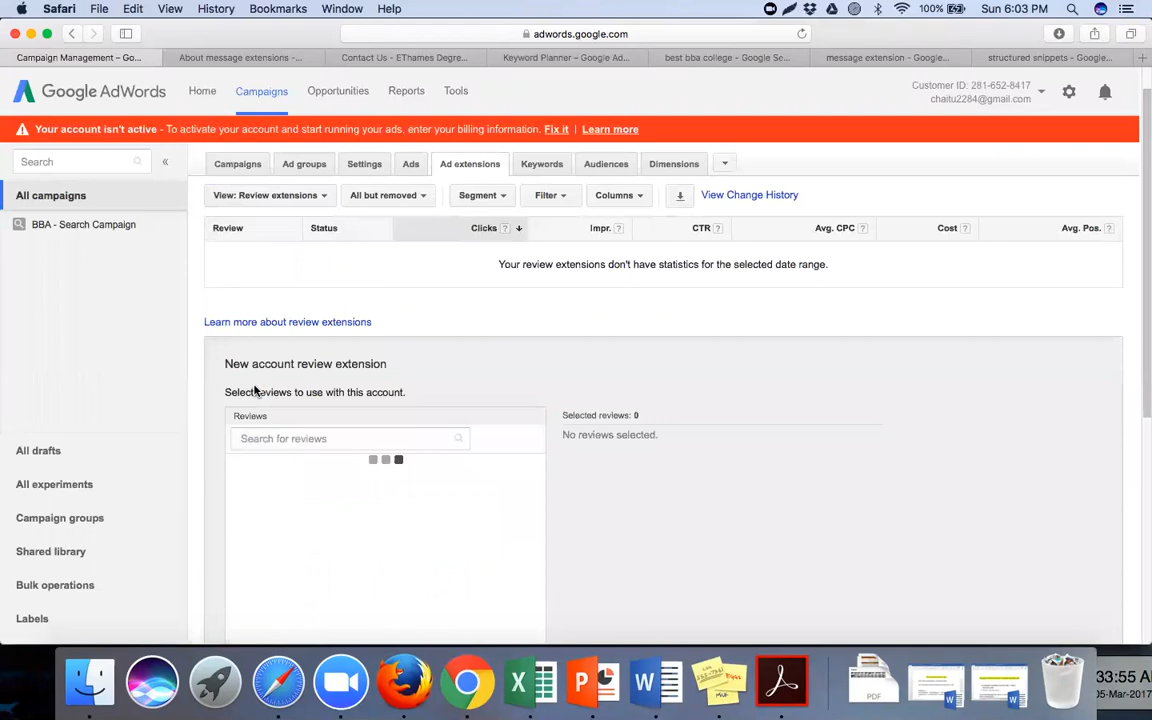 Safari File Edit View History Bookmarks Window Help 100% Sun 6:03 PM
adwords.google.com
Campaign Management – Go... About message extensions -... Contact Us - EThames Degre... Keyword Planner – Google Ad... best bba college - Google Se... message extension - Google... structured snippets - Google...
Google AdWords Home Campaigns Opportunities Reports Tools Customer ID: 281-652-8417
chaitu2284@gmail.com
Your account isn't active - To activate your account and start running your ads, enter your billing information. Fix it | Learn more
Search « Campaigns Ad groups Settings Ads Ad extensions Keywords Audiences Dimensions
All campaigns View: Review extensions All but removed Segment Filter Columns View Change History
BBA - Search Campaign Review Status Clicks ? Impr. ? CTR ? Avg. CPC ? Cost ? Avg. Pos. ?
Your review extensions don't have statistics for the selected date range.
Learn more about review extensions
New account review extension
Select reviews to use with this account.
Reviews Selected reviews: 0
Search for reviews No reviews selected.
All drafts
All experiments
Campaign groups
Shared library
Bulk operations
Labels
PDF
33:55 A
05-Mar-2017